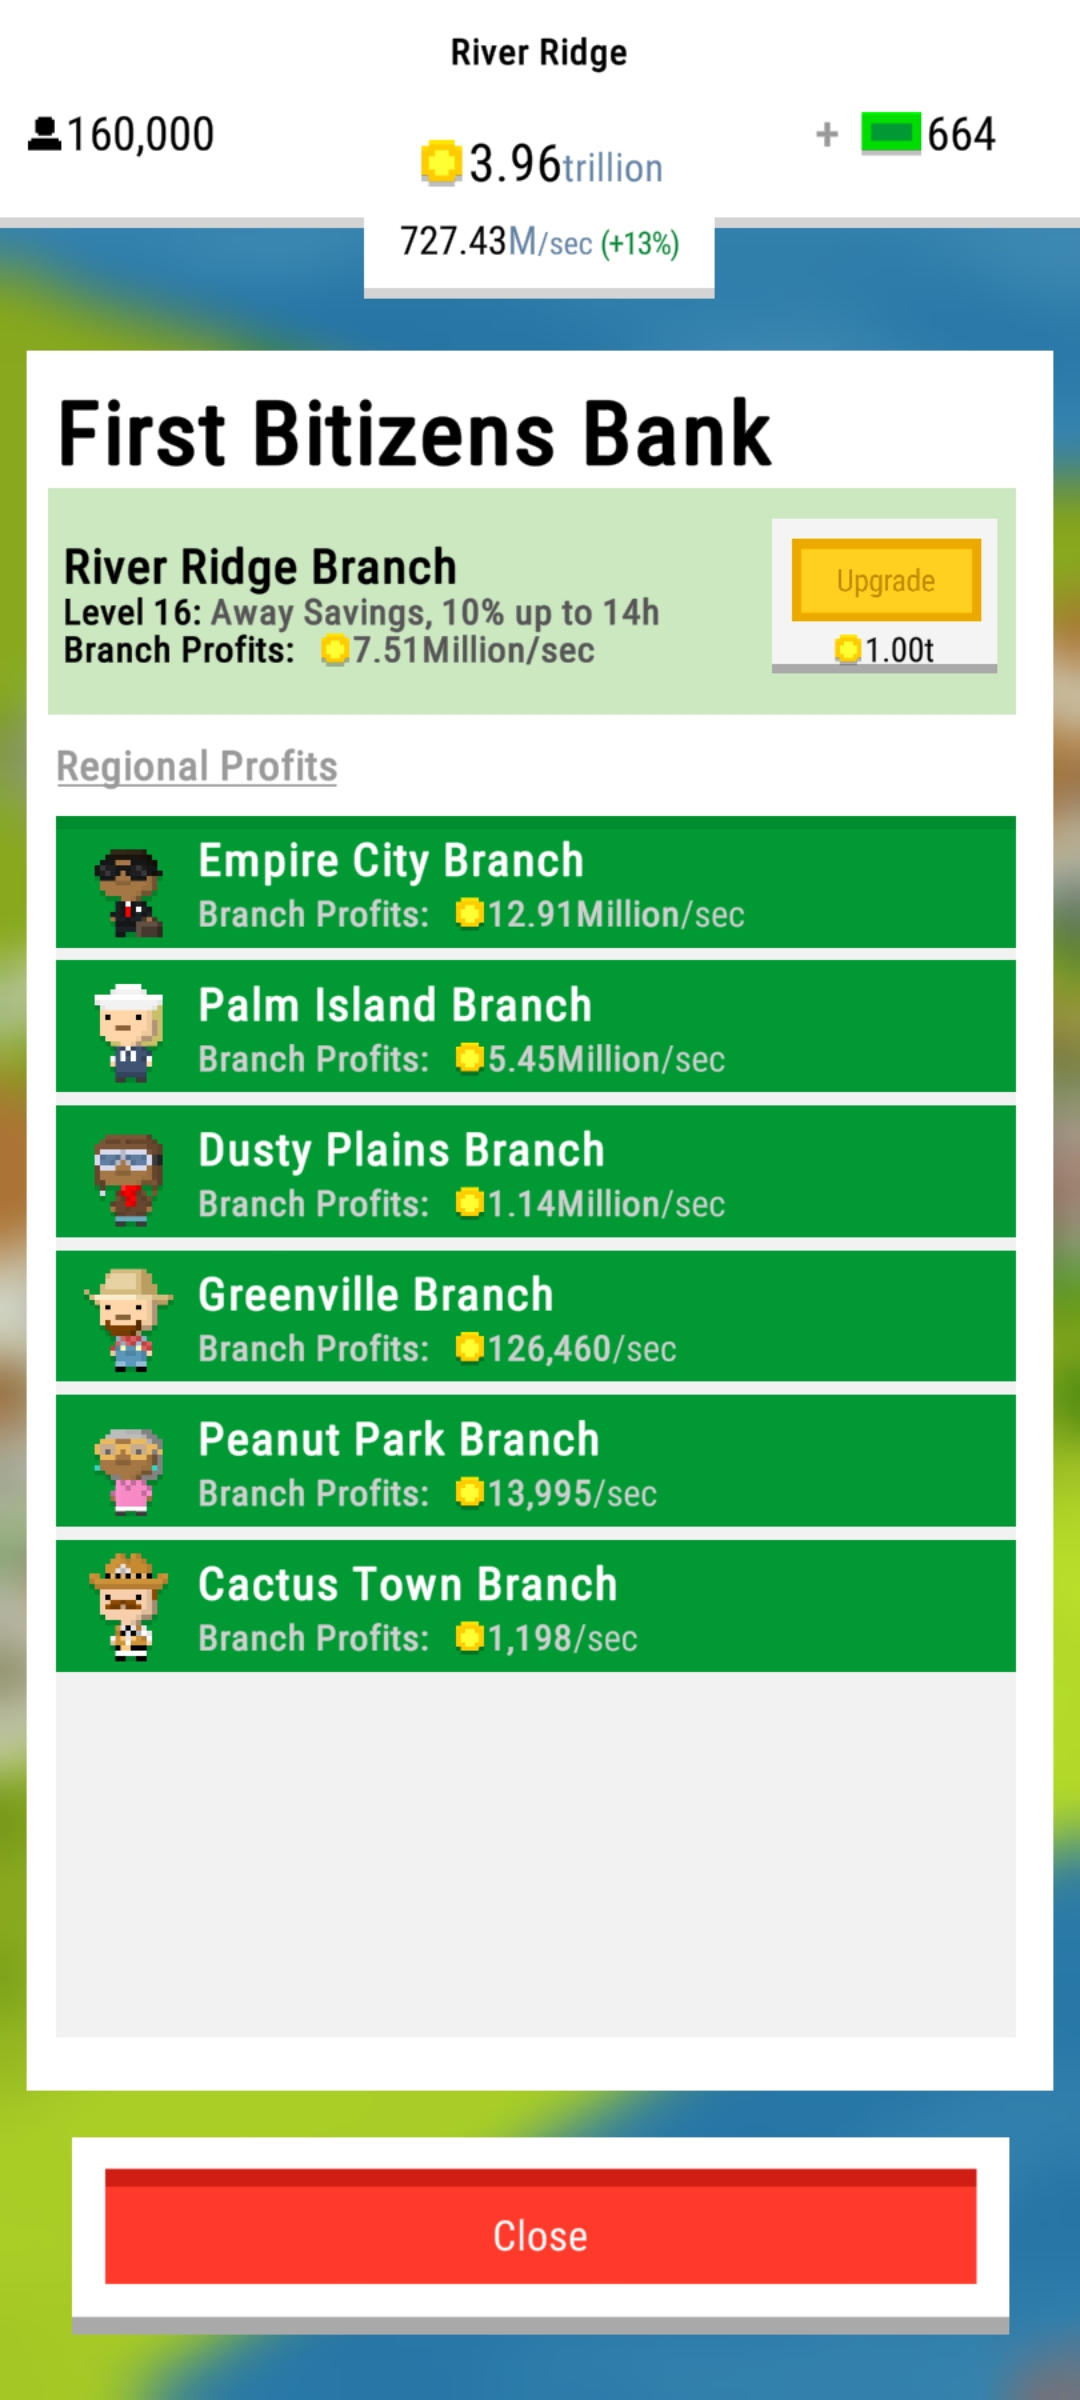 River Ridge
160,000
3.96trillion
+ 664
727.43M/sec (+13%)
First Bitizens Bank
River Ridge Branch
Level 16: Away Savings, 10% up to 14h
Branch Profits: 7.51Million/sec
Upgrade
1.00t
Regional Profits
Empire City Branch
Branch Profits: 12.91Million/sec
Palm Island Branch
Branch Profits: 5.45Million/sec
Dusty Plains Branch
Branch Profits: 1.14Million/sec
Greenville Branch
Branch Profits: 126,460/sec
Peanut Park Branch
Branch Profits: 13,995/sec
Cactus Town Branch
Branch Profits: 1,198/sec
Close